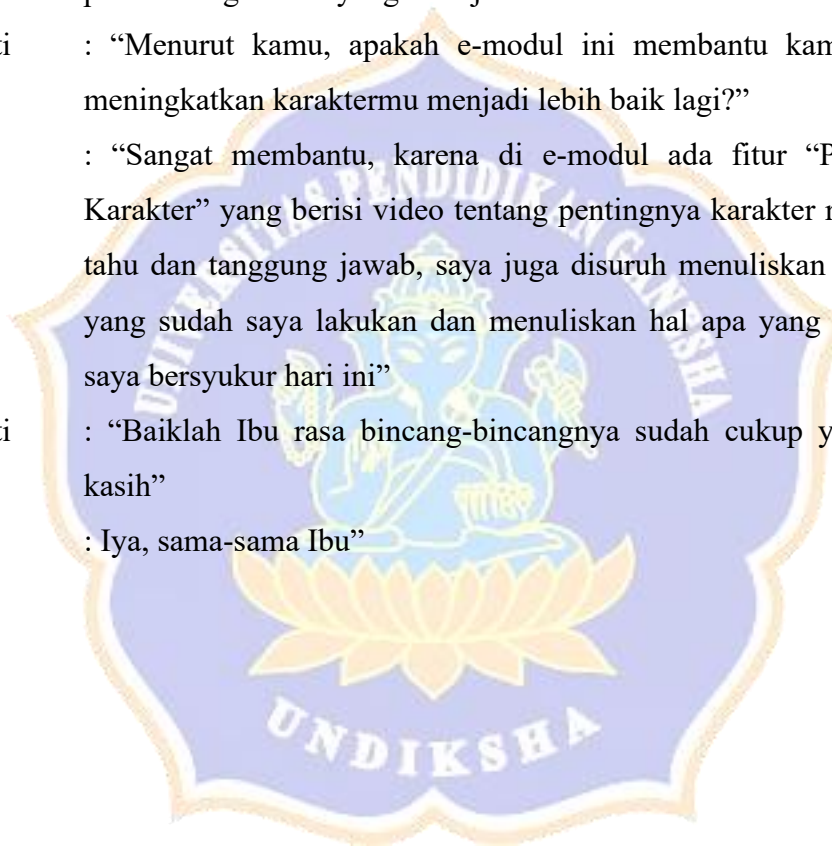 ti : “Menurut kamu, apakah e-modul ini membantu kam
meningkatkan karaktermu menjadi lebih baik lagi?”
: “Sangat membantu, karena di e-modul ada fitur “P
Karakter” yang berisi video tentang pentingnya karakter r
tahu dan tanggung jawab, saya juga disuruh menuliskan
yang sudah saya lakukan dan menuliskan hal apa yang
saya bersyukur hari ini”
ti : “Baiklah Ibu rasa bincang-bincangnya sudah cukup y
kasih”
: Iya, sama-sama Ibu”
UNIVERSITAS PENDIDIKAN GANESHA
UNDIKSHA